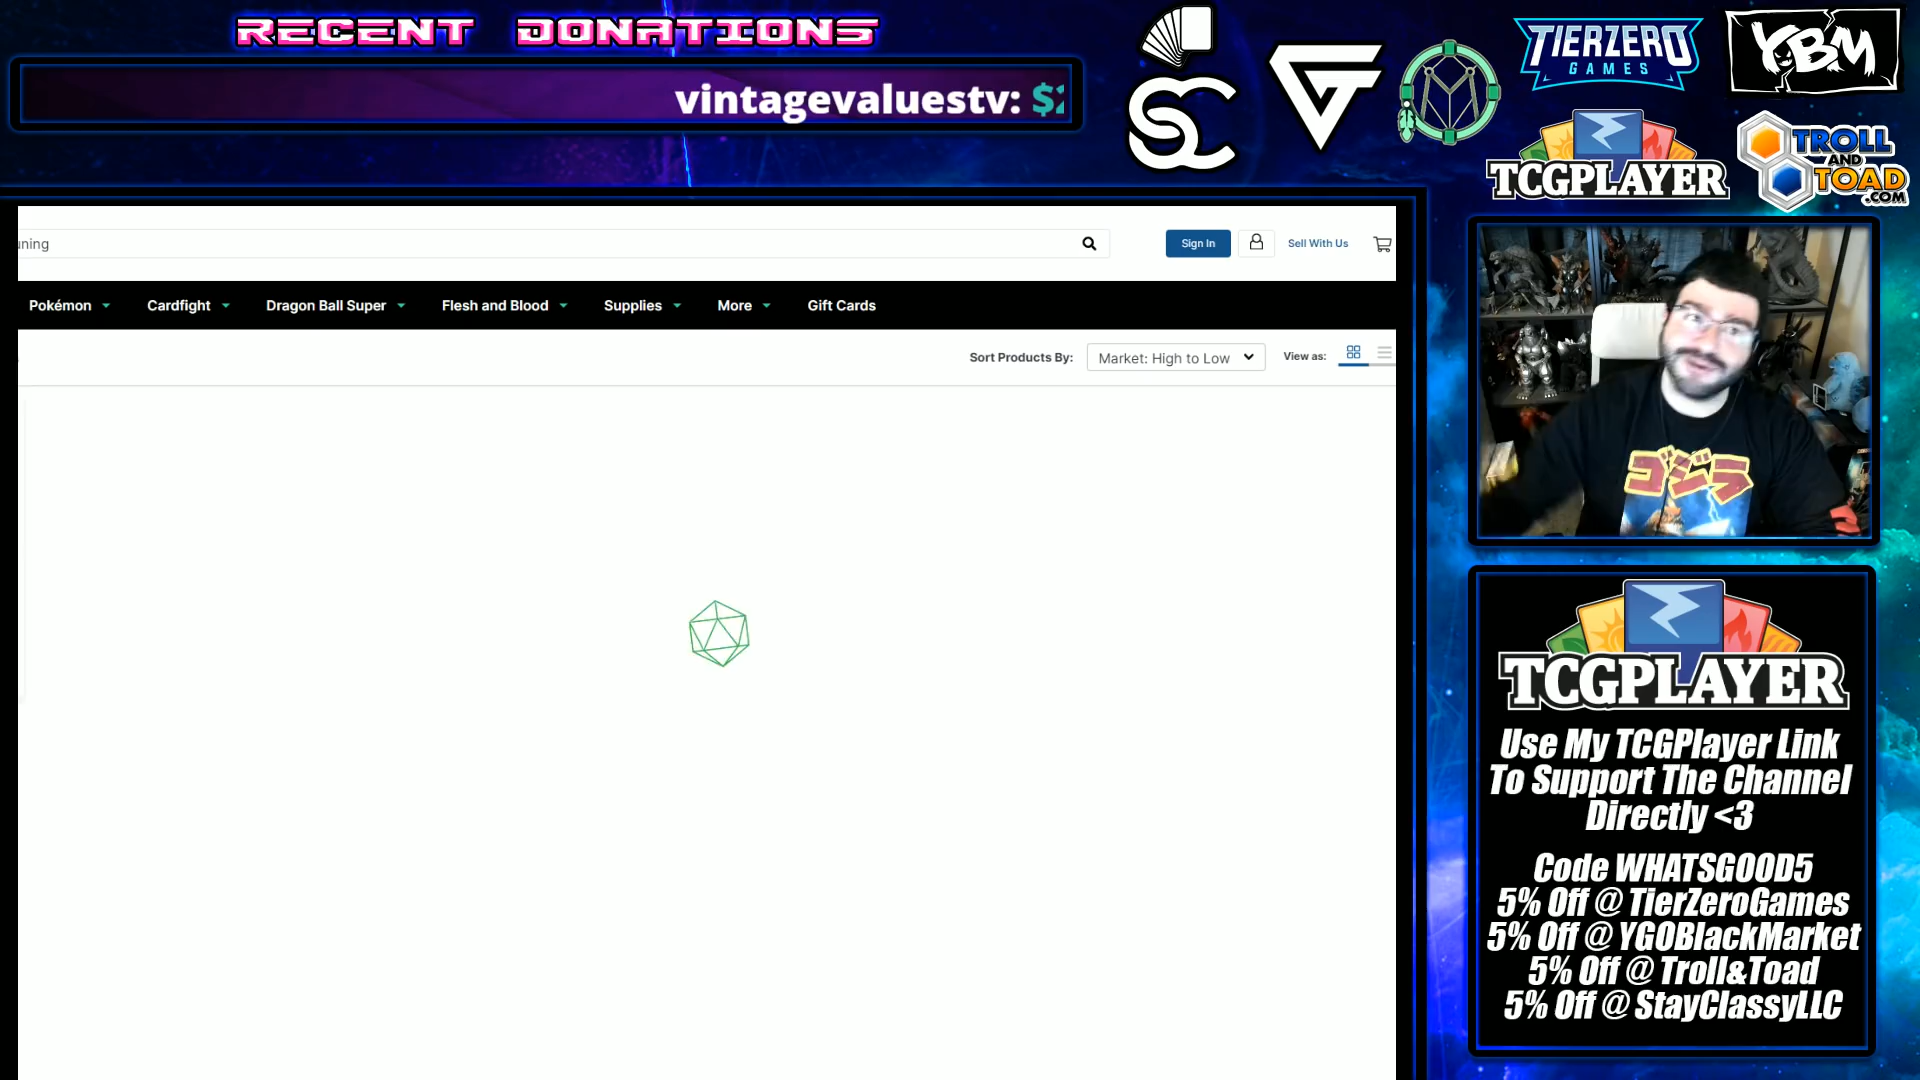 RECENT DONATIONS
vintagevaluestv:
SC
TIERZERO
GAMES
YBM
TCGPLAYER
TROLL
AND
TOAD
.COM
Sign In
Sell With Us
Pokémon
Cardfight
Dragon Ball Super
Flesh and Blood
Supplies
More
Gift Cards
Sort Products By:
Market: High to Low
View as:
ゴジラ
TCGPLAYER
Use My TCGPlayer Link
To Support The Channel
Directly <3
Code WHATSGOOD5
5% Off @ TierZeroGames
5% Off @ YGOBlackMarket
5% Off @ Troll&Toad
5% Off @ StayClassyLLC